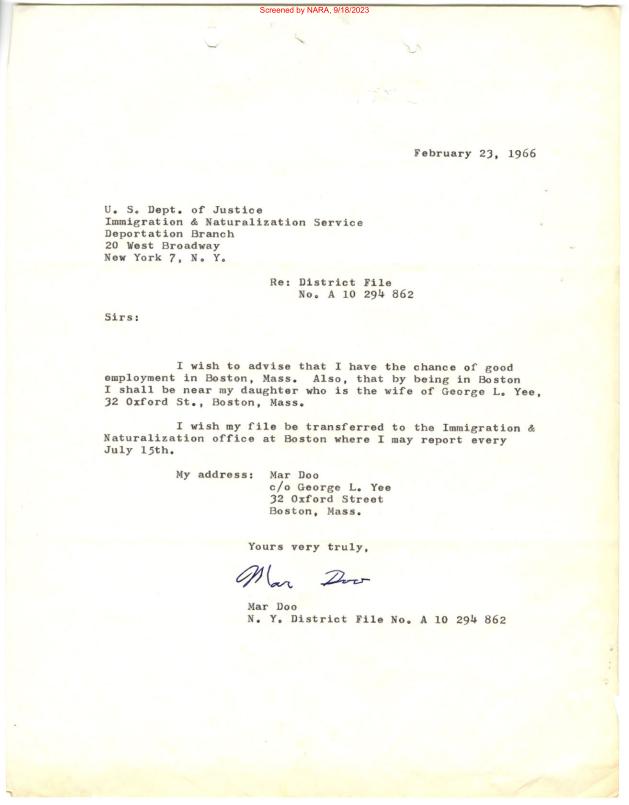 Screened by NARA, 9/18/2023
February 23, 1966
U. S. Dept. of Justice
Immigration & Naturalization Service
Deportation Branch
20 West Broadway
New York 7, N. Y.
Re: District File
No. A 10 294 862
Sirs:
I wish to advise that I have the chance of good
employment in Boston, Mass.  Also, that by being in Boston
I shall be near my daughter who is the wife of George L. Yee,
32 Oxford St., Boston, Mass.
I wish my file be transferred to the Immigration &
Naturalization office at Boston where I may report every
July 15th.
My address:  Mar Doo
c/o George L. Yee
32 Oxford Street
Boston, Mass.
Yours very truly,
Mar Doo
Mar Doo
N. Y. District File No. A 10 294 862